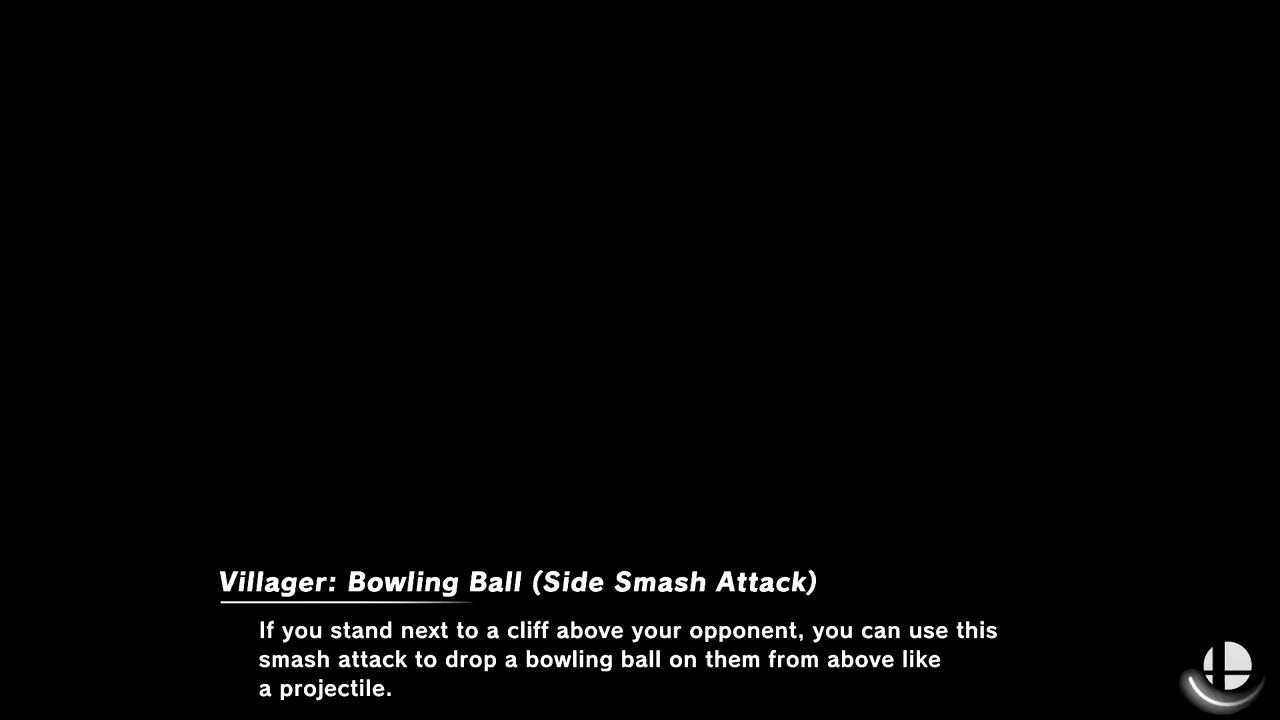 Villager: Bowling Ball (Side Smash Attack)
If you stand next to a cliff above your opponent, you can use this
smash attack to drop a bowling ball on them from above like
a projectile.